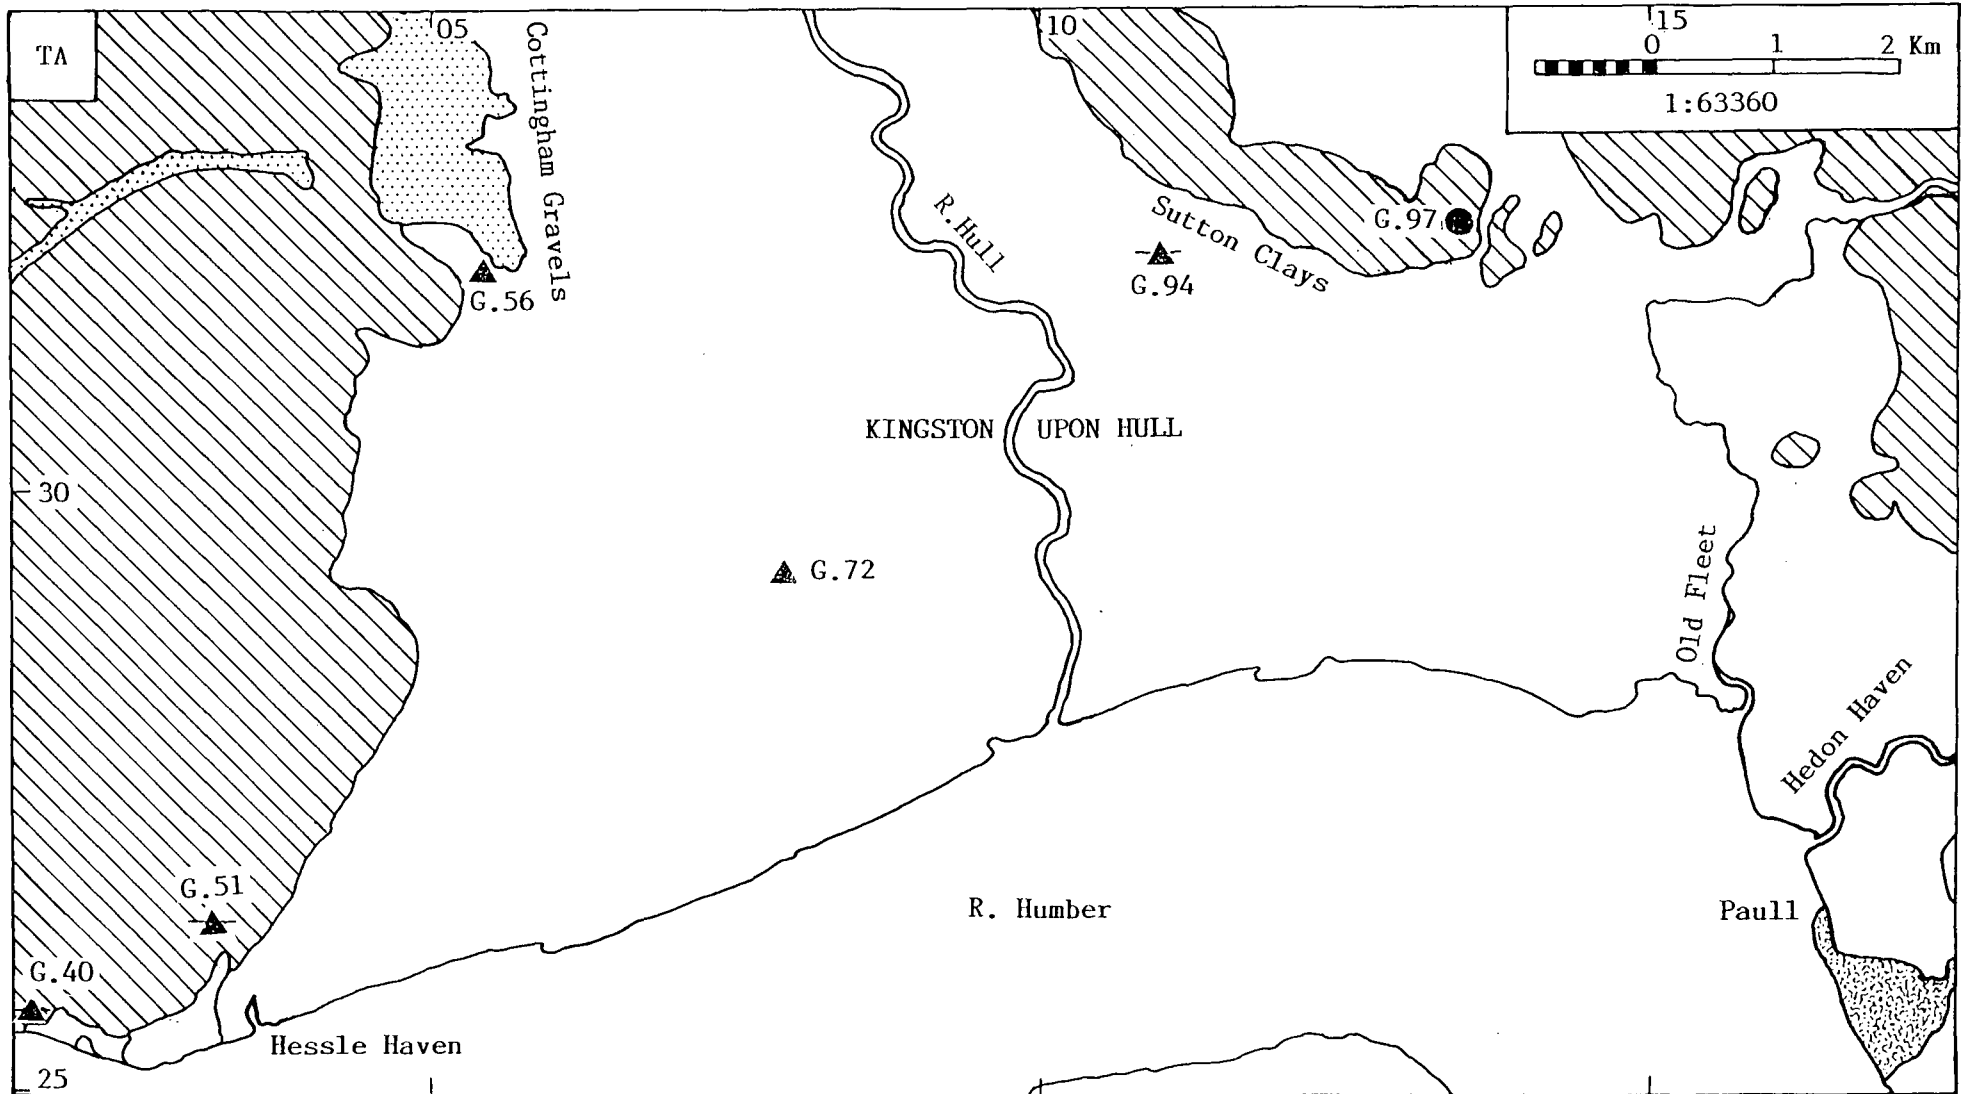 TA
05
10
15
0 1 2 Km
1:63360
Cottingham Gravels
R.Hull
Sutton Clays
G.97
G.94
G.56
KINGSTON UPON HULL
30
G.72
Old Fleet
Hedon Haven
G.51
R. Humber
Paull
G.40
Hessle Haven
25